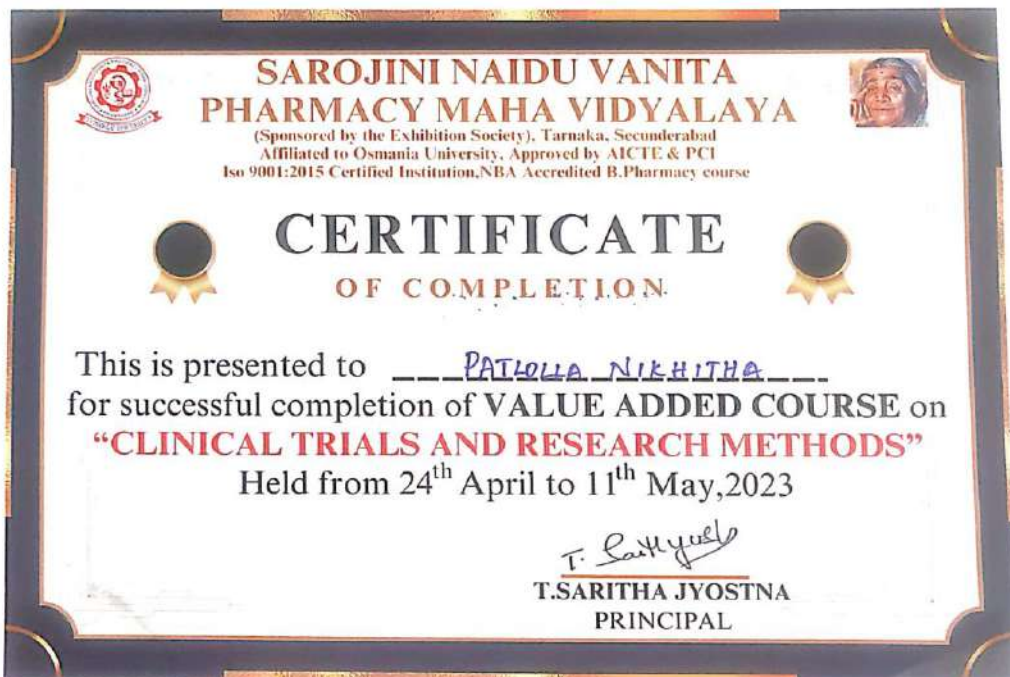 SAROJINI NAIDU VANITA
PHARMACY MAHA VIDYALAYA
(Sponsored by the Exhibition Society), Tarnaka, Secunderabad
Affiliated to Osmania University, Approved by AICTE & PCI
Iso 9001:2015 Certified Institution,NBA Accredited B.Pharmacy course
CERTIFICATE
OF COMPLETION
This is presented to PATLOLLA NIKHITHA
for successful completion of VALUE ADDED COURSE on
“CLINICAL TRIALS AND RESEARCH METHODS”
Held from 24th April to 11th May,2023
T.SARITHA JYOSTNA
PRINCIPAL